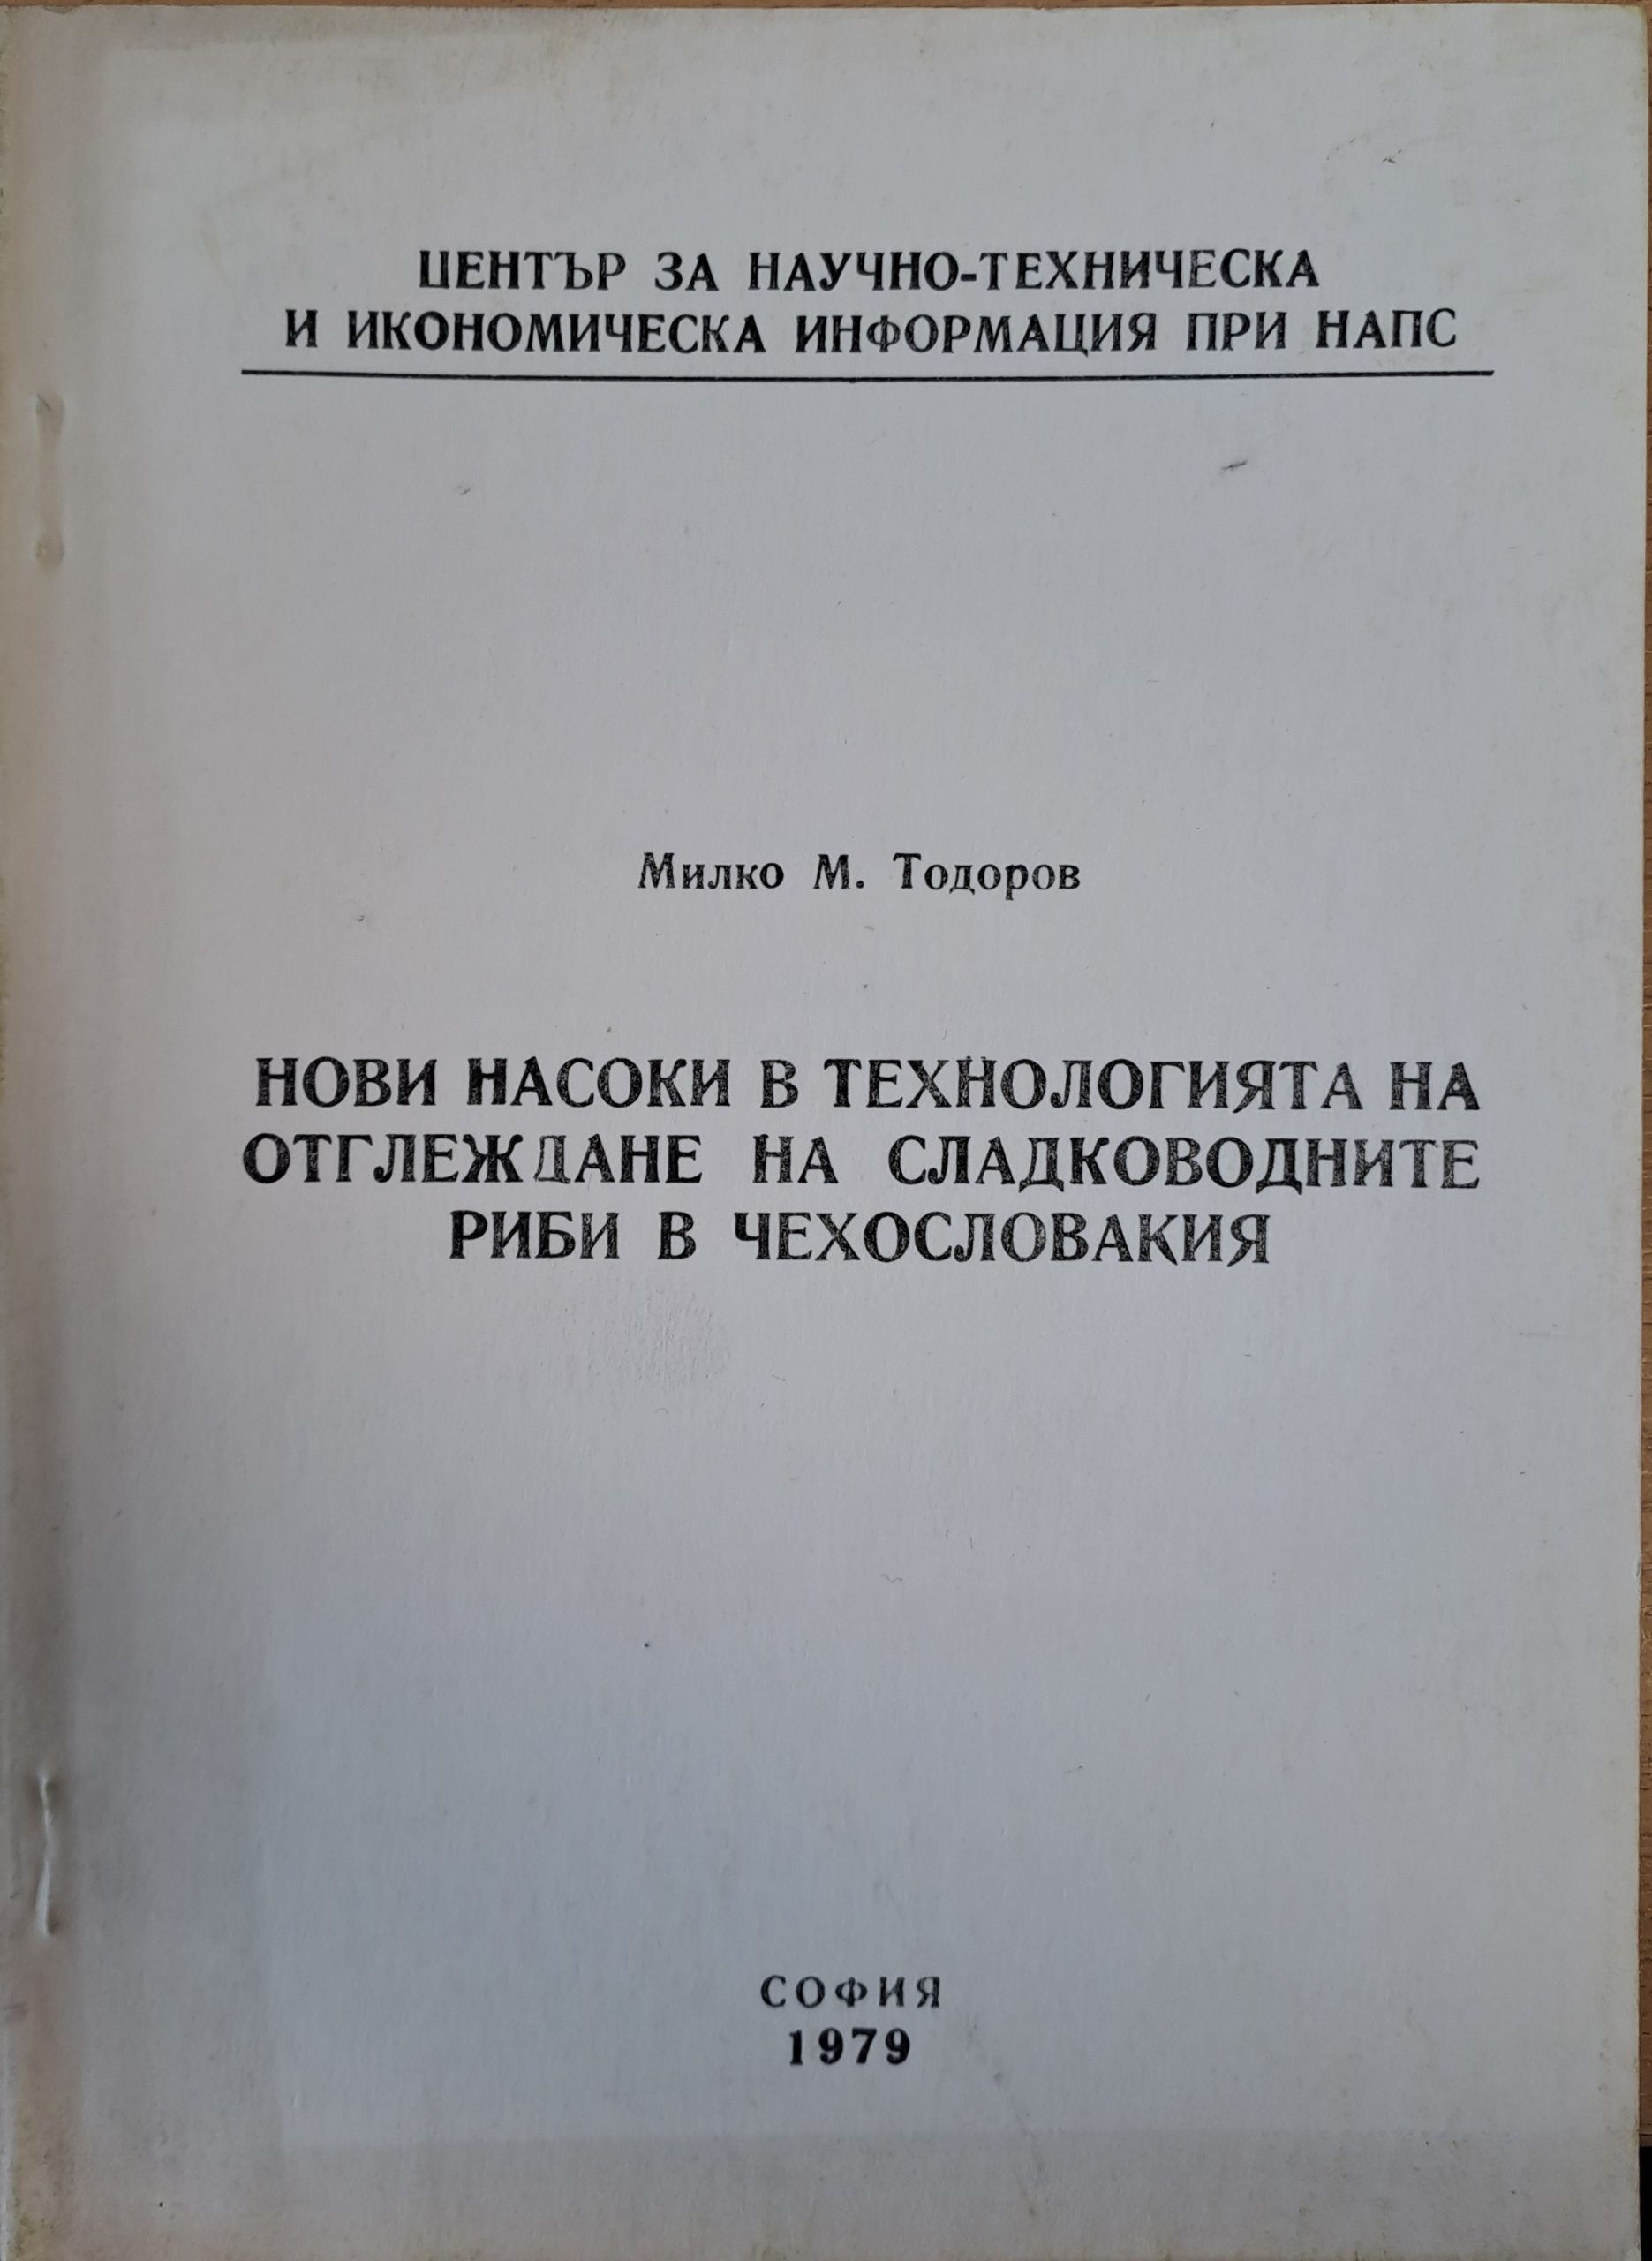 ЦЕНТЪР ЗА НАУЧНО-ТЕХНИЧЕСКА
И ИКОНОМИЧЕСКА ИНФОРМАЦИЯ ПРИ НАПС
Милко М. Тодоров
НОВИ НАСОКИ В ТЕХНОЛОГИЯТА НА
ОТГЛЕЖДАНЕ НА СЛАДКОВОДНИТЕ
РИБИ В ЧЕХОСЛОВАКИЯ
СОФИЯ
1979